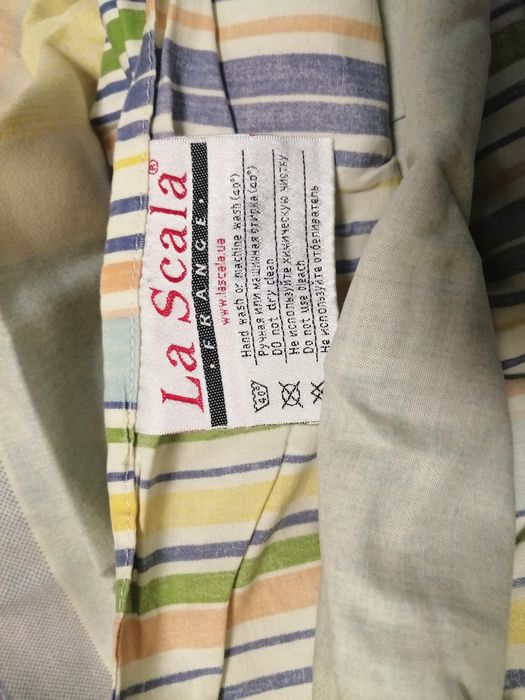 La Scala®
• FRANCE •
www.lascala.ua
Hand wash or machine wash (40°)
Ручная или машинная стирка (40°)
DO not dry clean
Не используйте химическую чистку
Do not use bleach
Не используйте отбеливатель
40°